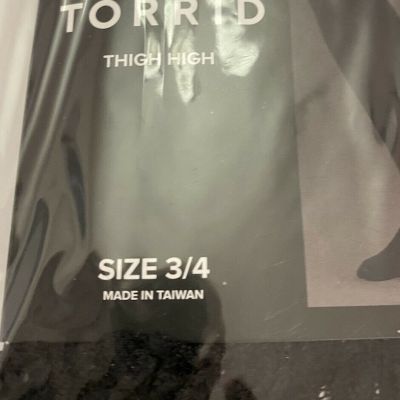 TORRID
THIGH HIGH
SIZE 3/4
MADE IN TAIWAN